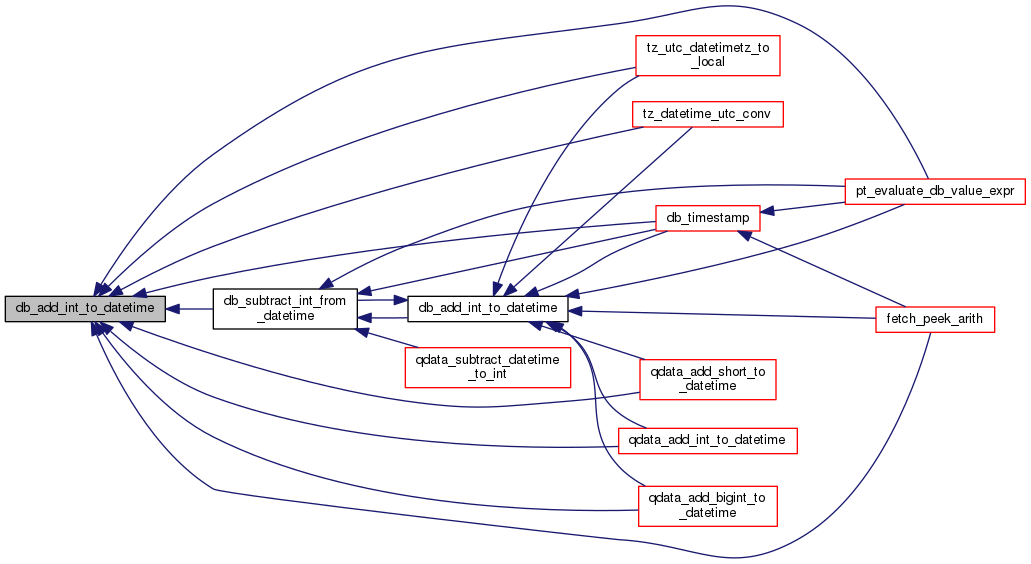 tz_utc_datetimetz_to
_local
tz_datetime_utc_conv
pt_evaluate_db_value_expr
db_timestamp
db_add_int_to_datetime
db_subtract_int_from
_datetime
db_add_int_to_datetime
fetch_peek_arith
qdata_subtract_datetime
_to_int
qdata_add_short_to
_datetime
qdata_add_int_to_datetime
qdata_add_bigint_to
_datetime